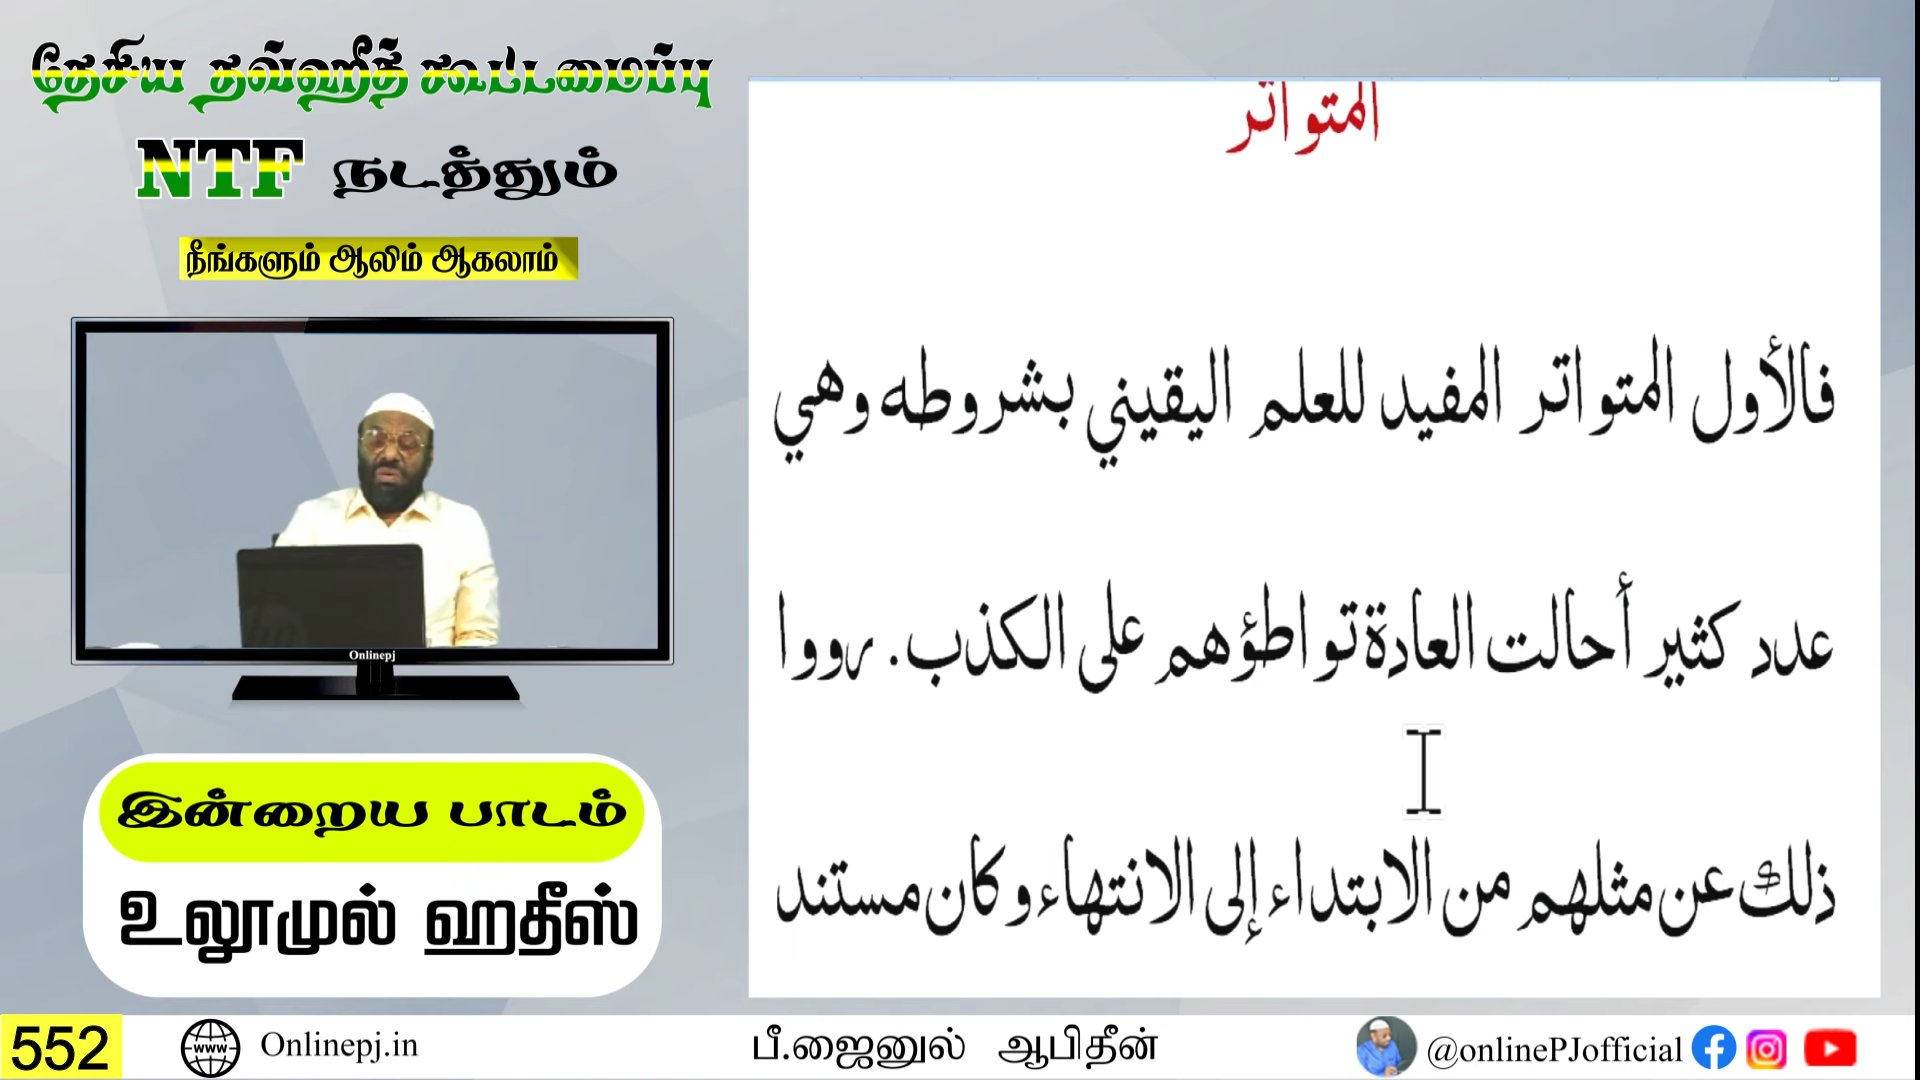 தேசிய தவ்ஹீத் கூட்டமைப்பு
NTF நடத்தும்
நீங்களும் ஆலிம் ஆகலாம்
Onlinepj
இன்றைய பாடம்
உலூமுல் ஹதீஸ்
المتواتر
فالأول المتواتر المفيد للعلم اليقيني بشروطه وهي
عدد كثير أحالت العادة تواطؤهم على الكذب. رووا
ذلك عن مثلهم من الابتداء إلى الانتهاء وكان مستند
552
www
Onlinepj.in
பீ.ஜைனுல் ஆபிதீன்
@onlinePJofficial